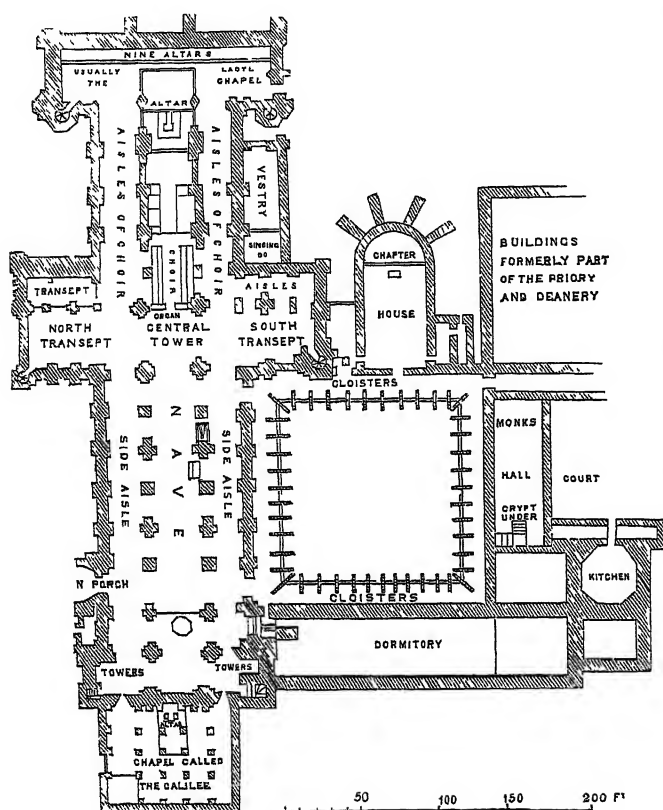 NINE ALTARS
USUALLY
THE
LADYE
CHAPEL
ALTAR
AISLES OF CHOIR
AISLES OF CHOIR
VESTRY
SINGING
DO
CHOIR
CHAPTER
HOUSE
BUILDINGS
FORMERLY PART
OF THE PRIORY
AND DEANERY
TRANSEPT
AISLES
ORGAN
NORTH
TRANSEPT
CENTRAL
TOWER
SOUTH
TRANSEPT
CLOISTERS
NAVE
SIDE AISLE
SIDE AISLE
MONKS
HALL
CRYPT
UNDER
COURT
KITCHEN
N PORCH
CLOISTERS
DORMITORY
TOWERS
TOWERS
ALTAR
CHAPEL CALLED
THE GALILEE
50 100 150 200 Ft